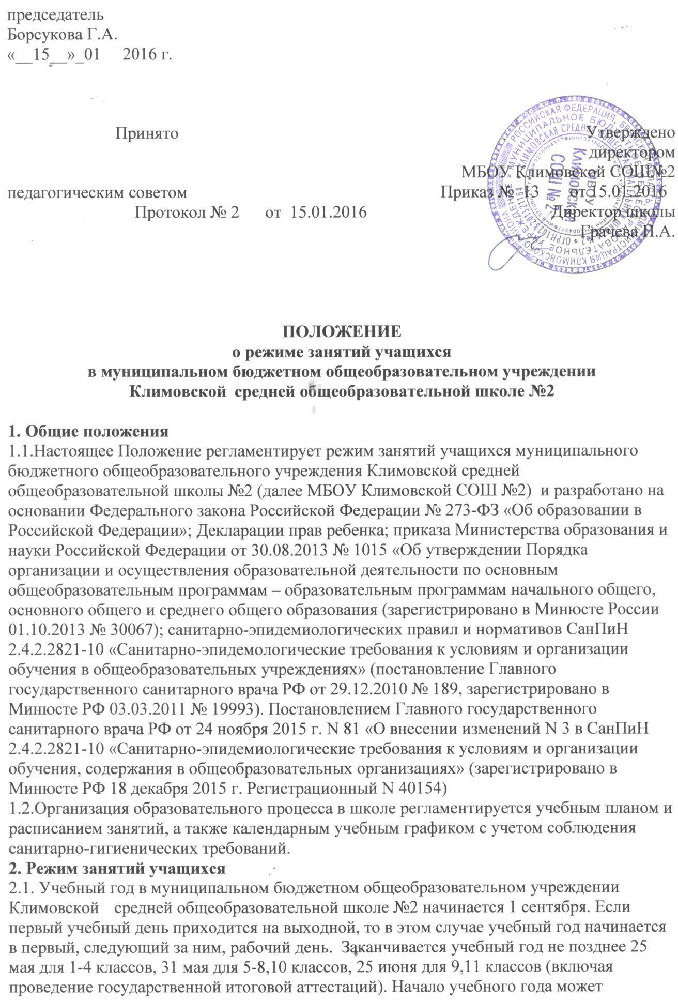 председатель
Борсукова Г.А.
«__15__»_01 2016 г.
Принято
Утверждено
директором
МБОУ Климовской СОШ№2
педагогическим советом
Приказ № 13 от 15.01.2016
Протокол № 2 от 15.01.2016
Директор школы
Грачева Н.А.
МБОУ
Климовская
СОШ № 2
ПОЛОЖЕНИЕ
о режиме занятий учащихся
в муниципальном бюджетном общеобразовательном учреждении
Климовской средней общеобразовательной школе №2
1. Общие положения
1.1.Настоящее Положение регламентирует режим занятий учащихся муниципального
бюджетного общеобразовательного учреждения Климовской средней
общеобразовательной школы №2 (далее МБОУ Климовской СОШ №2) и разработано на
основании Федерального закона Российской Федерации № 273-ФЗ «Об образовании в
Российской Федерации»; Декларации прав ребенка; приказа Министерства образования и
науки Российской Федерации от 30.08.2013 № 1015 «Об утверждении Порядка
организации и осуществления образовательной деятельности по основным
общеобразовательным программам – образовательным программам начального общего,
основного общего и среднего общего образования (зарегистрировано в Минюсте России
01.10.2013 № 30067); санитарно-эпидемиологических правил и нормативов СанПиН
2.4.2.2821-10 «Санитарно-эпидемологические требования к условиям и организации
обучения в общеобразовательных учреждениях» (постановление Главного
государственного санитарного врача РФ от 29.12.2010 № 189, зарегистрировано в
Минюсте РФ 03.03.2011 № 19993). Постановлением Главного государственного
санитарного врача РФ от 24 ноября 2015 г. N 81 «О внесении изменений N 3 в СанПиН
2.4.2.2821-10 «Санитарно-эпидемиологические требования к условиям и организации
обучения, содержания в общеобразовательных организациях» (зарегистрировано в
Минюсте РФ 18 декабря 2015 г. Регистрационный N 40154)
1.2.Организация образовательного процесса в школе регламентируется учебным планом и
расписанием занятий, а также календарным учебным графиком с учетом соблюдения
санитарно-гигиенических требований.
2. Режим занятий учащихся
2.1. Учебный год в муниципальном бюджетном общеобразовательном учреждении
Климовской средней общеобразовательной школе №2 начинается 1 сентября. Если
первый учебный день приходится на выходной, то в этом случае учебный год начинается
в первый, следующий за ним, рабочий день. Заканчивается учебный год не позднее 25
мая для 1-4 классов, 31 мая для 5-8,10 классов, 25 июня для 9,11 классов (включая
проведение государственной итоговой аттестаций). Начало учебного года может